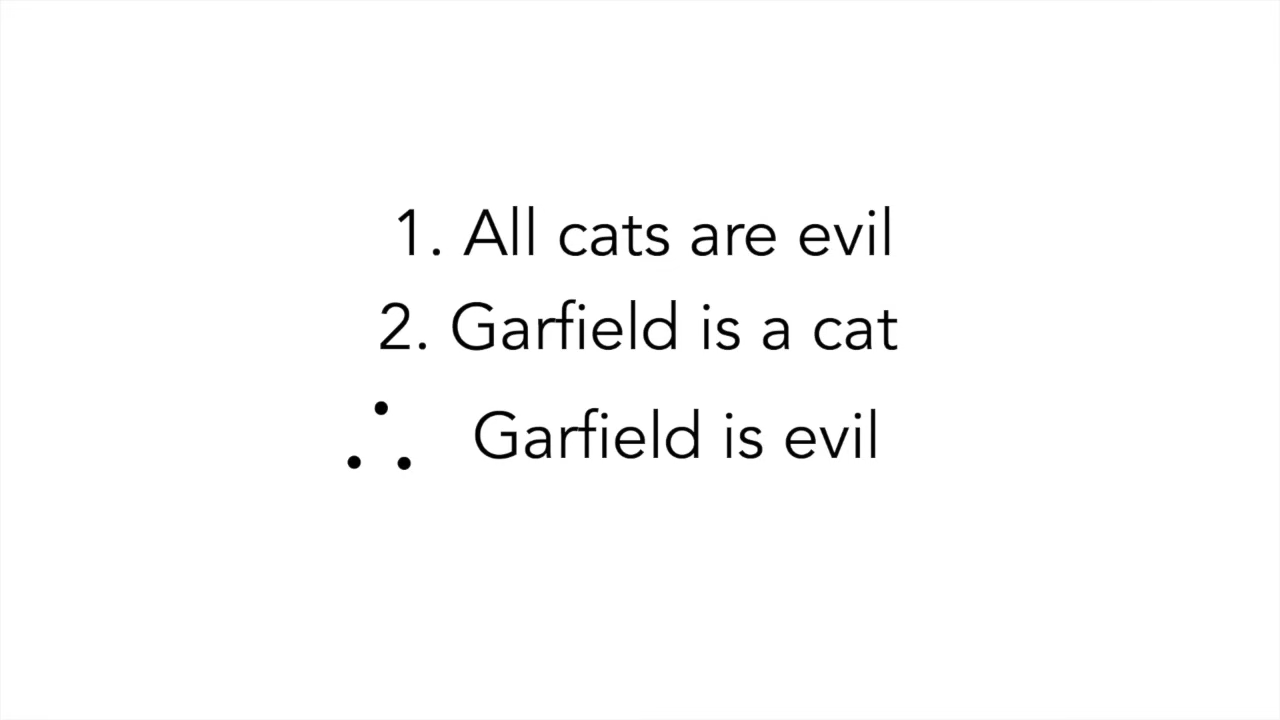 1. All cats are evil
2. Garfield is a cat
∴ Garfield is evil